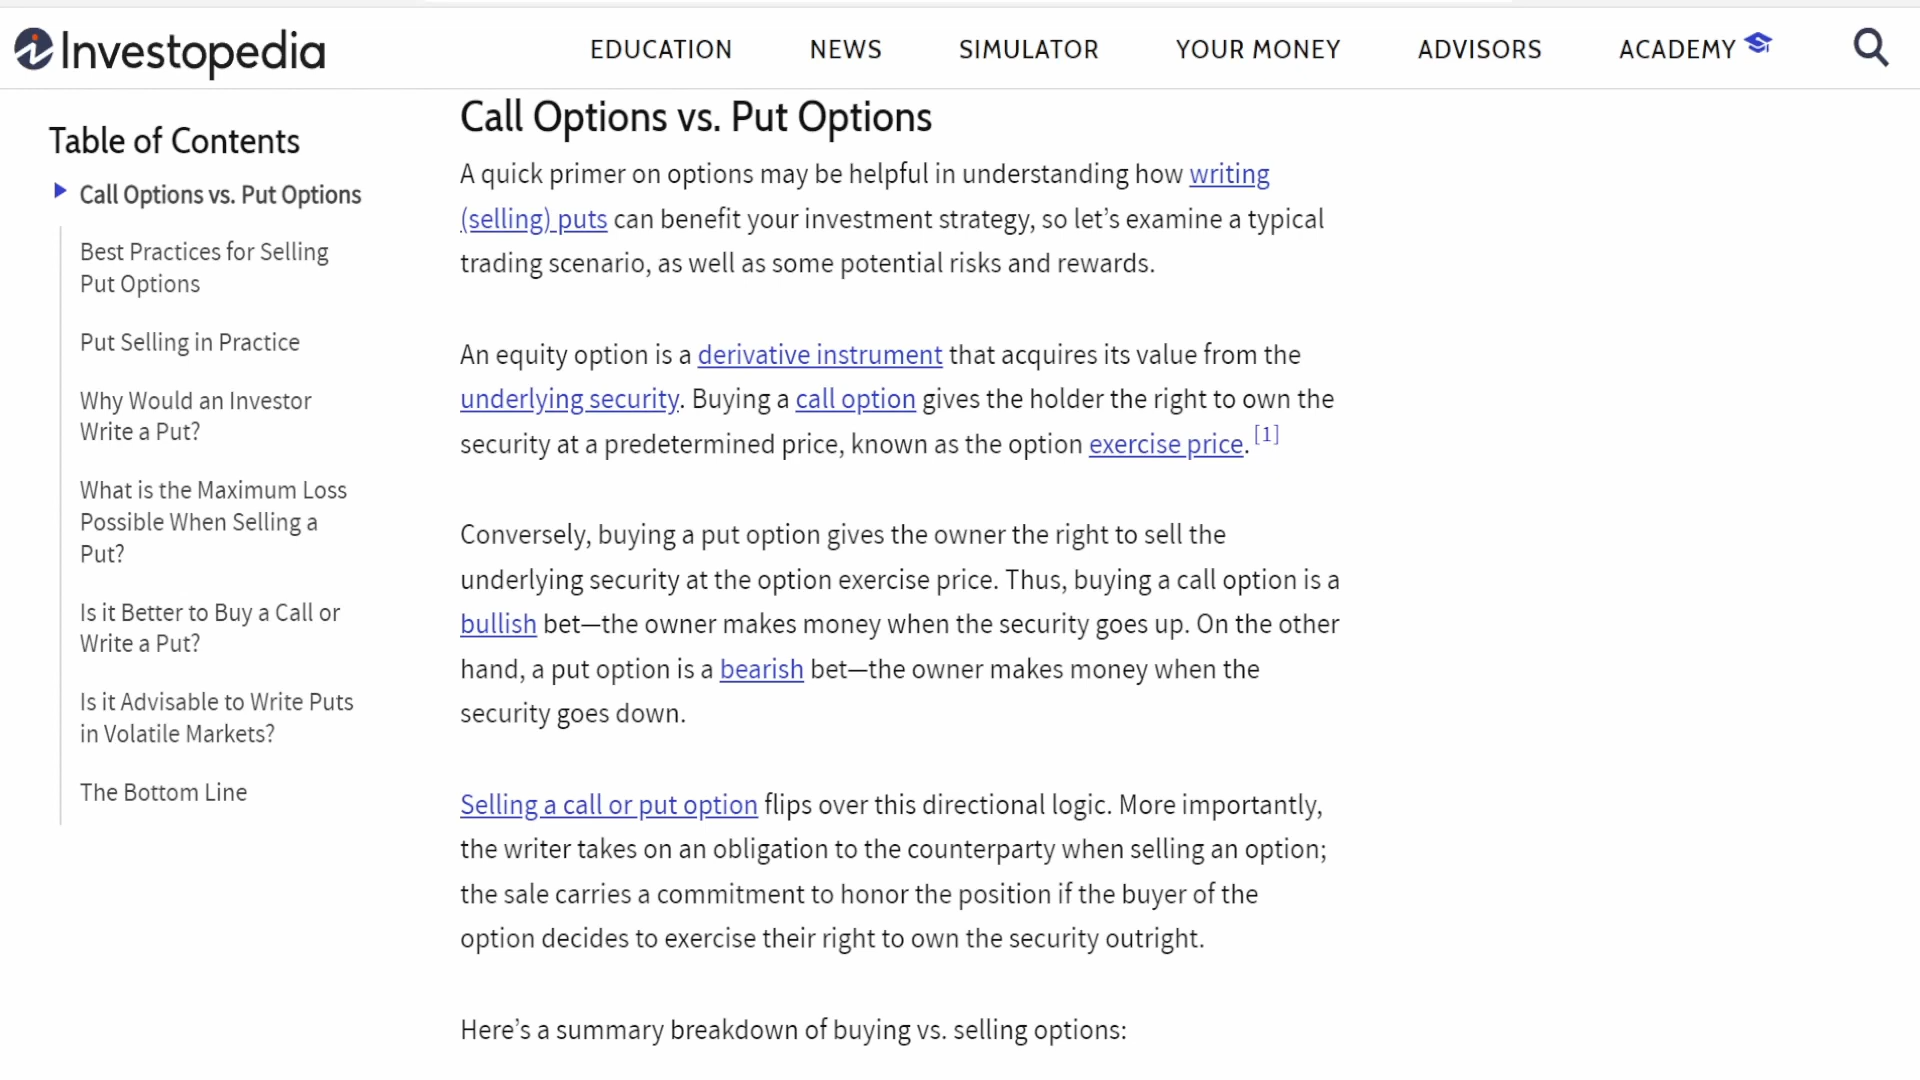 Investopedia
EDUCATION NEWS SIMULATOR YOUR MONEY ADVISORS ACADEMY
Table of Contents
Call Options vs. Put Options
Best Practices for Selling
Put Options
Put Selling in Practice
Why Would an Investor
Write a Put?
What is the Maximum Loss
Possible When Selling a
Put?
Is it Better to Buy a Call or
Write a Put?
Is it Advisable to Write Puts
in Volatile Markets?
The Bottom Line
Call Options vs. Put Options
A quick primer on options may be helpful in understanding how writing
(selling) puts can benefit your investment strategy, so let’s examine a typical
trading scenario, as well as some potential risks and rewards.
An equity option is a derivative instrument that acquires its value from the
underlying security. Buying a call option gives the holder the right to own the
security at a predetermined price, known as the option exercise price. [1]
Conversely, buying a put option gives the owner the right to sell the
underlying security at the option exercise price. Thus, buying a call option is a
bullish bet—the owner makes money when the security goes up. On the other
hand, a put option is a bearish bet—the owner makes money when the
security goes down.
Selling a call or put option flips over this directional logic. More importantly,
the writer takes on an obligation to the counterparty when selling an option;
the sale carries a commitment to honor the position if the buyer of the
option decides to exercise their right to own the security outright.
Here’s a summary breakdown of buying vs. selling options: